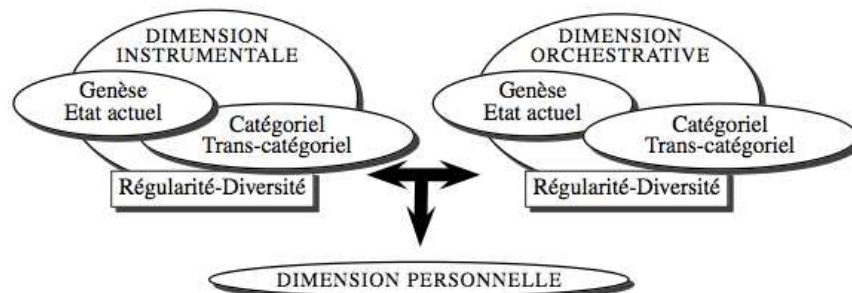 DIMENSION
INSTRUMENTALE
Genèse
Etat actuel
Catégoriel
Trans-catégoriel
Régularité-Diversité
DIMENSION
ORCHESTRATIVE
Genèse
Etat actuel
Catégoriel
Trans-catégoriel
Régularité-Diversité
DIMENSION PERSONNELLE